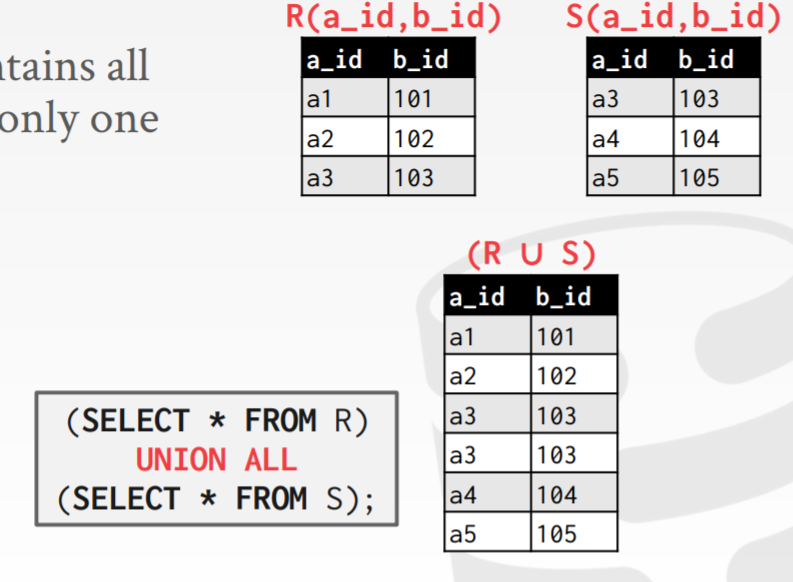 R(a_id,b_id) S(a_id,b_id)
ntains all
only one
a_id b_id
a1 101
a2 102
a3 103
a_id b_id
a3 103
a4 104
a5 105
(R ∪ S)
a_id b_id
a1 101
a2 102
a3 103
a3 103
a4 104
a5 105
(SELECT * FROM R)
UNION ALL
(SELECT * FROM S);